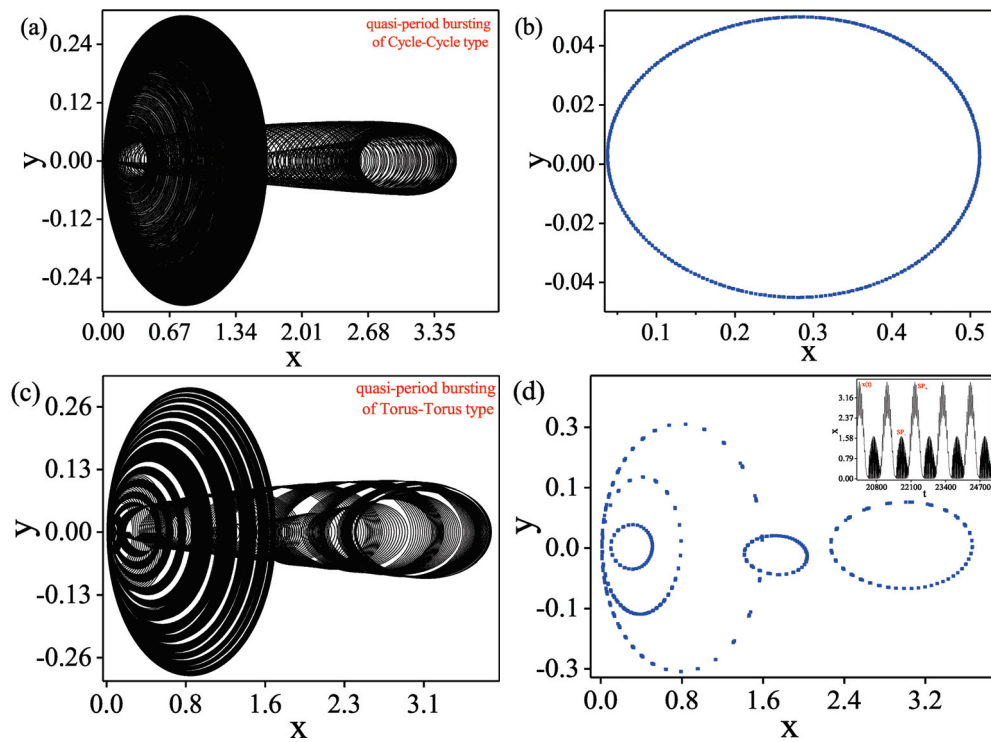 (a)
quasi-period bursting
of Cycle-Cycle type
0.24
0.12
0.00
-0.12
-0.24
y
0.00 0.67 1.34 2.01 2.68 3.35
x
(b)
0.04
0.02
0.00
-0.02
-0.04
y
0.1 0.2 0.3 0.4 0.5
x
(c)
quasi-period bursting
of Torus-Torus type
0.26
0.13
0.00
-0.13
-0.26
y
0.0 0.8 1.6 2.3 3.1
x
(d)
0.3
0.1
0.0
-0.1
-0.3
y
0.0 0.8 1.6 2.4 3.2
x
x(t)
SP+
SP-
3.16
2.37
1.58
0.79
0.00
x
20800 22100 23400 24700
t